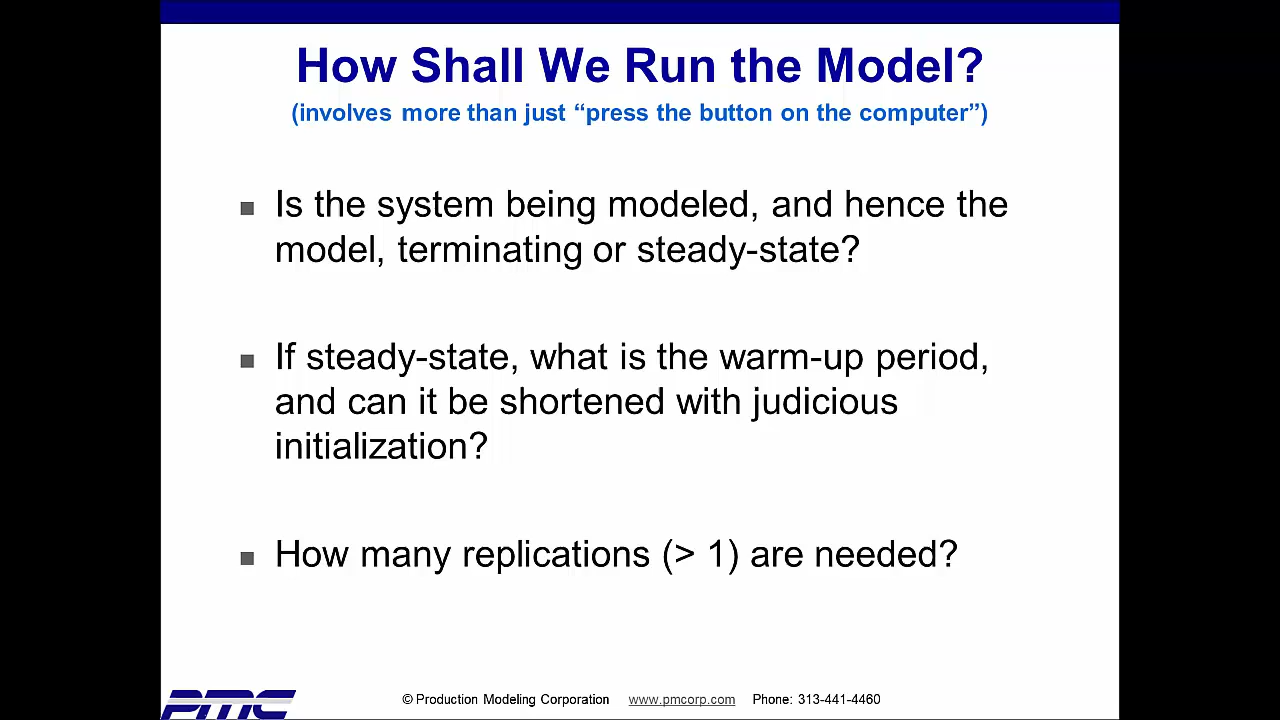 How Shall We Run the Model?
(involves more than just “press the button on the computer”)
Is the system being modeled, and hence the
model, terminating or steady-state?
If steady-state, what is the warm-up period,
and can it be shortened with judicious
initialization?
How many replications (> 1) are needed?
PMC
© Production Modeling Corporation www.pmcorp.com Phone: 313-441-4460